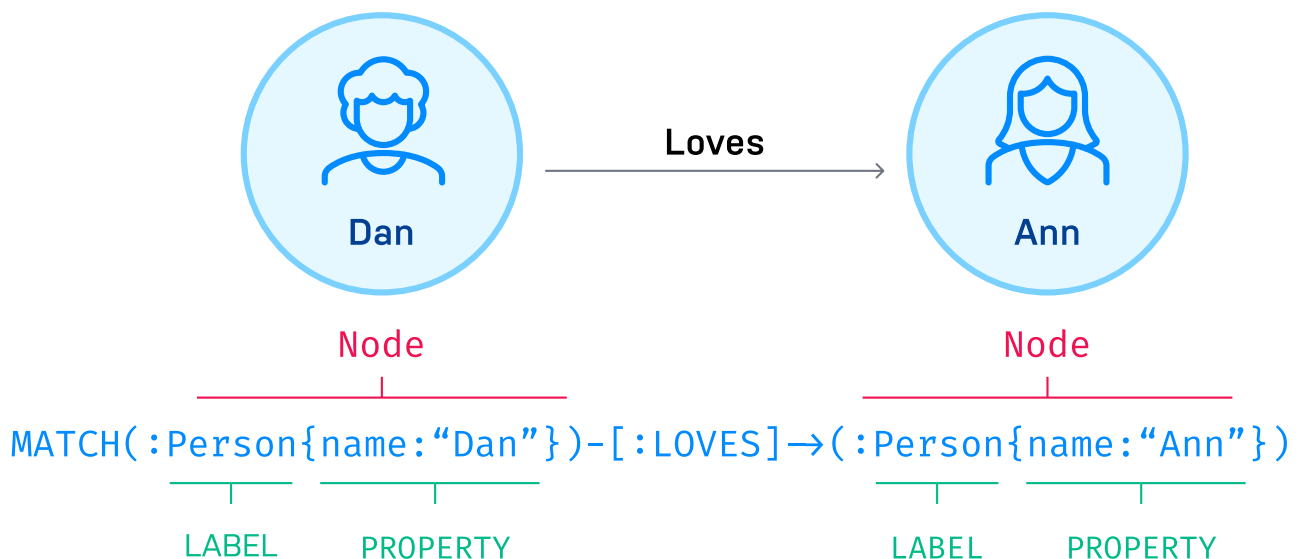 Loves
Dan Ann
Node Node
MATCH(:Person{name:“Dan”})-[:LOVES]→(:Person{name:“Ann”})
LABEL PROPERTY LABEL PROPERTY